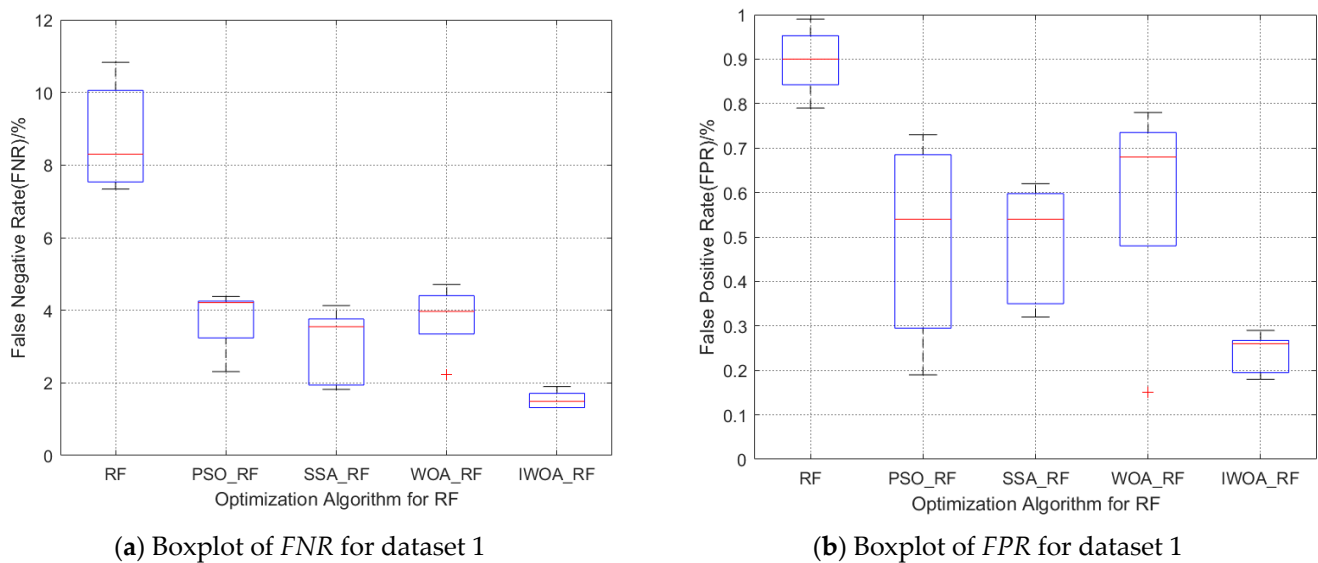 12
10
8
6
4
2
0
False Negative Rate(FNR)/%
RF PSO_RF SSA_RF WOA_RF IWOA_RF
Optimization Algorithm for RF
(a) Boxplot of FNR for dataset 1
1
0.9
0.8
0.7
0.6
0.5
0.4
0.3
0.2
0.1
0
False Positive Rate(FPR)/%
RF PSO_RF SSA_RF WOA_RF IWOA_RF
Optimization Algorithm for RF
(b) Boxplot of FPR for dataset 1